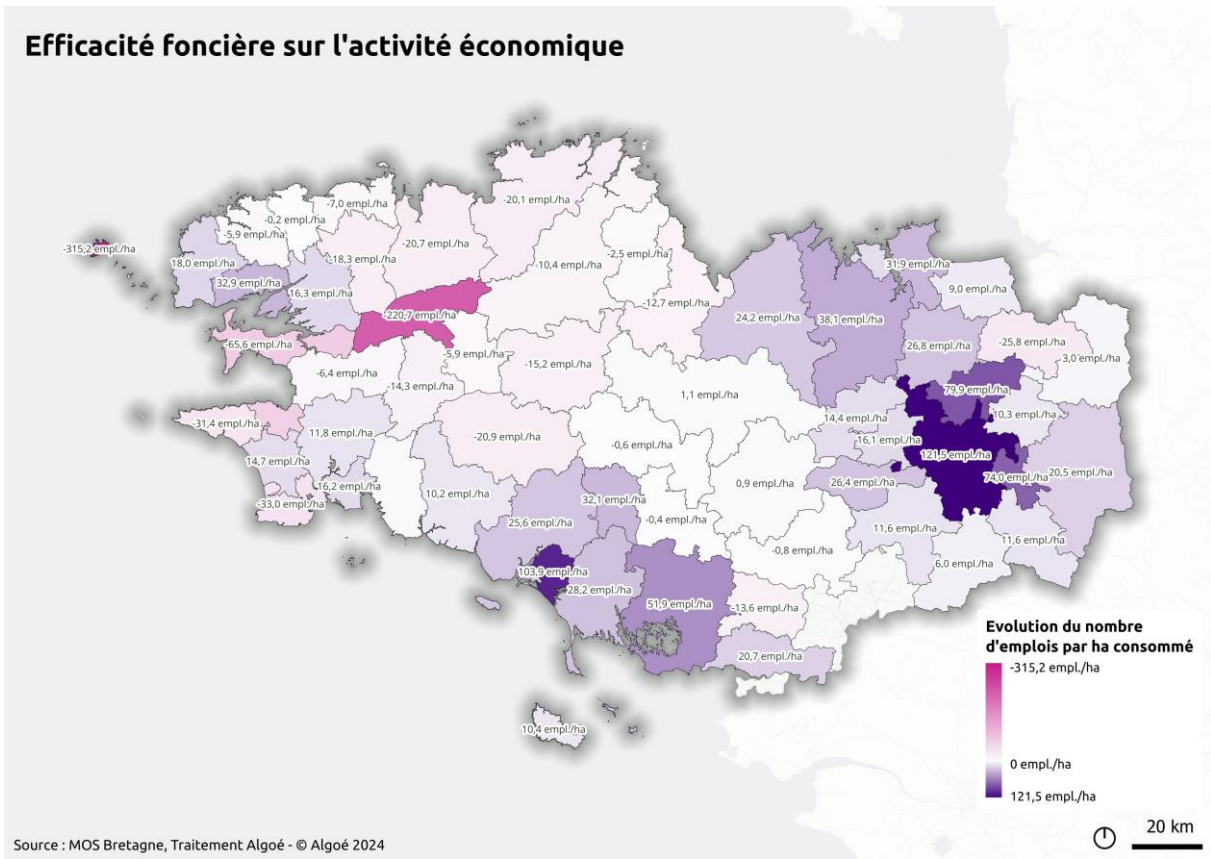 Efficacité foncière sur l'activité économique
-20,1 empl./ha
-7,0 empl./ha
-0,2 empl./ha
-5,9 empl./ha
-315,2 empl./ha
-20,7 empl./ha
-18,3 empl./ha
-10,4 empl./ha
-2,5 empl./ha
18,0 empl./ha
31,9 empl./ha
32,9 empl./ha
16,3 empl./ha
9,0 empl./ha
-12,7 empl./ha
-220,7 empl./ha
24,2 empl./ha
38,1 empl./ha
-65,6 empl./ha
26,8 empl./ha
-25,8 empl./ha
-5,9 empl./ha
3,0 empl./ha
-15,2 empl./ha
-6,4 empl./ha
-14,3 empl./ha
79,9 empl./ha
1,1 empl./ha
10,3 empl./ha
14,4 empl./ha
-31,4 empl./ha
11,8 empl./ha
-20,9 empl./ha
-0,6 empl./ha
16,1 empl./ha
121,5 empl./ha
14,7 empl./ha
20,5 empl./ha
74,0 empl./ha
16,2 empl./ha
0,9 empl./ha
26,4 empl./ha
10,2 empl./ha
32,1 empl./ha
-33,0 empl./ha
-0,4 empl./ha
25,6 empl./ha
11,6 empl./ha
11,6 empl./ha
-0,8 empl./ha
6,0 empl./ha
103,9 empl./ha
28,2 empl./ha
51,9 empl./ha
-13,6 empl./ha
20,7 empl./ha
10,4 empl./ha
Evolution du nombre
d'emplois par ha consommé
-315,2 empl./ha
0 empl./ha
121,5 empl./ha
20 km
Source : MOS Bretagne, Traitement Algoé - © Algoé 2024